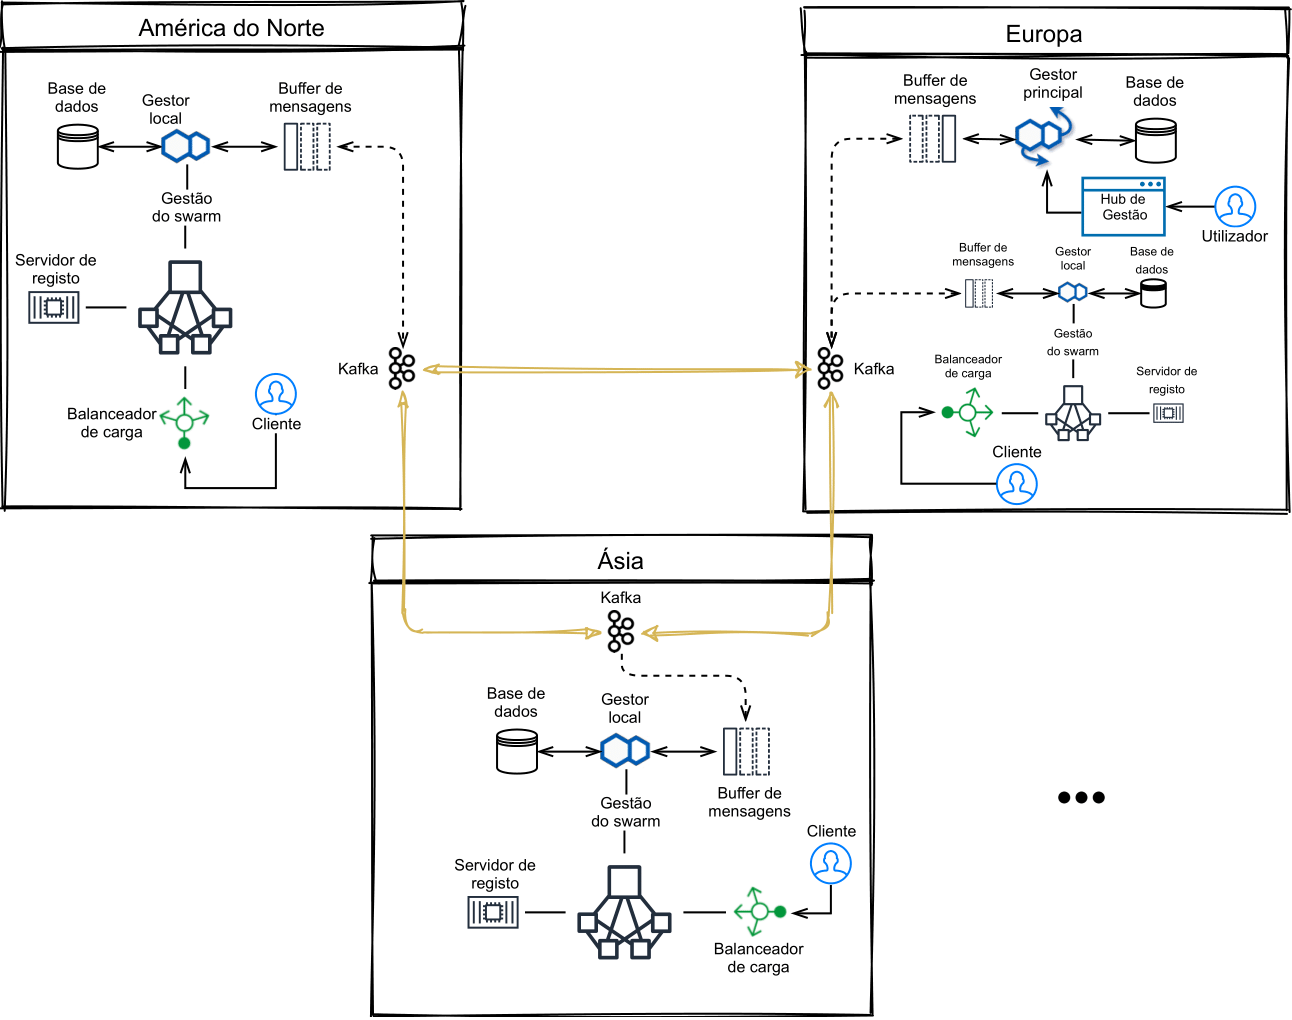 América do Norte
Base de
dados
Gestor
local
Buffer de
mensagens
Gestão
do swarm
Servidor de
registo
Kafka
Balanceador
de carga
Cliente
Europa
Buffer de
mensagens
Gestor
principal
Base de
dados
Hub de
Gestão
Utilizador
Buffer de
mensagens
Gestor
local
Base de
dados
Gestão
do swarm
Kafka
Balanceador
de carga
Servidor de
registo
Cliente
Ásia
Kafka
Base de
dados
Gestor
local
Buffer de
mensagens
Gestão
do swarm
Cliente
Servidor de
registo
Balanceador
de carga